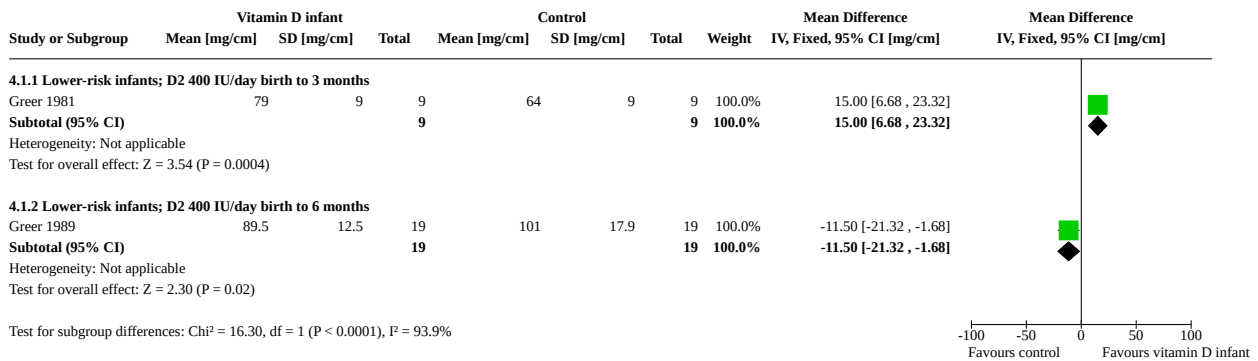 Vitamin D infant Control Mean Difference Mean Difference
Study or Subgroup Mean [mg/cm] SD [mg/cm] Total Mean [mg/cm] SD [mg/cm] Total Weight IV, Fixed, 95% CI [mg/cm] IV, Fixed, 95% CI [mg/cm]
4.1.1 Lower-risk infants; D2 400 IU/day birth to 3 months
Greer 1981 79 9 9 64 9 9 100.0% 15.00 [6.68 , 23.32]
Subtotal (95% CI) 9 9 100.0% 15.00 [6.68 , 23.32]
Heterogeneity: Not applicable
Test for overall effect: Z = 3.54 (P = 0.0004)
4.1.2 Lower-risk infants; D2 400 IU/day birth to 6 months
Greer 1989 89.5 12.5 19 101 17.9 19 100.0% -11.50 [-21.32 , -1.68]
Subtotal (95% CI) 19 19 100.0% -11.50 [-21.32 , -1.68]
Heterogeneity: Not applicable
Test for overall effect: Z = 2.30 (P = 0.02)
Test for subgroup differences: Chi² = 16.30, df = 1 (P < 0.0001), I² = 93.9%
-100 -50 0 50 100
Favours control Favours vitamin D infant